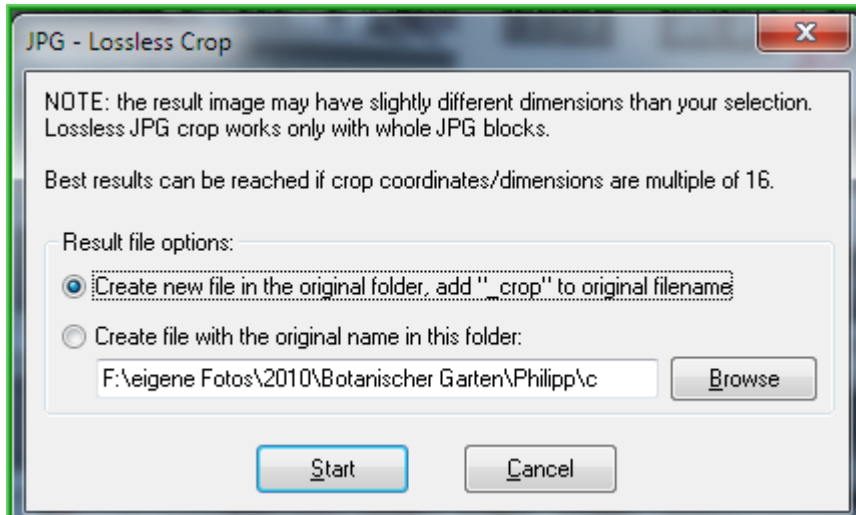 JPG - Lossless Crop
NOTE: the result image may have slightly different dimensions than your selection.
Lossless JPG crop works only with whole JPG blocks.
Best results can be reached if crop coordinates/dimensions are multiple of 16.
Result file options:
Create new file in the original folder, add "_crop" to original filename
Create file with the original name in this folder:
F:\eigene Fotos\2010\Botanischer Garten\Philipp\c
Browse
Start Cancel